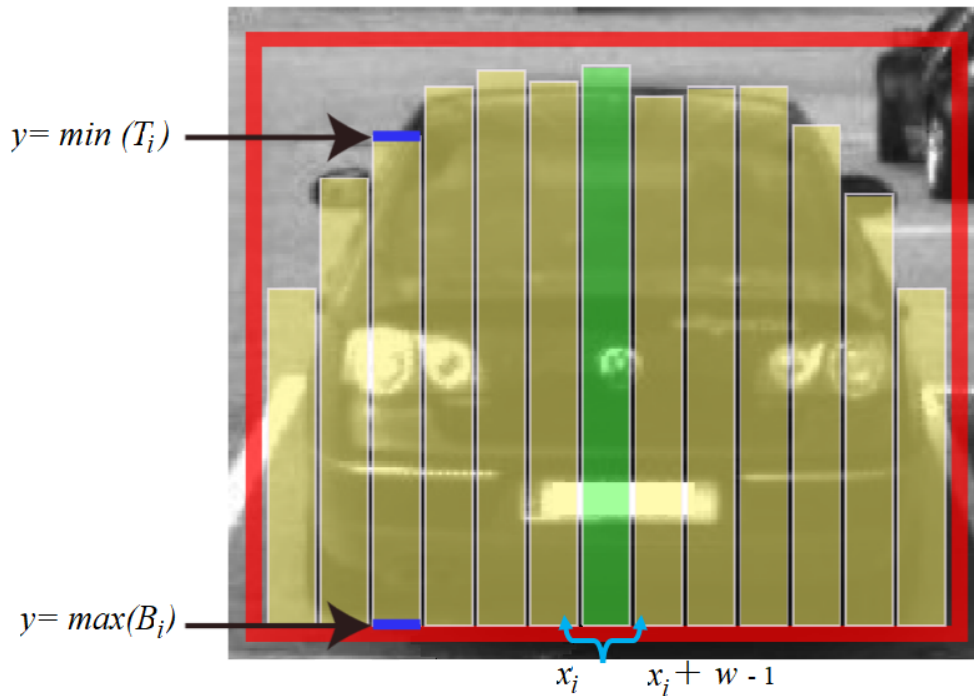 y= min (Tᵢ)
y= max(Bᵢ)
xᵢ xᵢ + w - 1